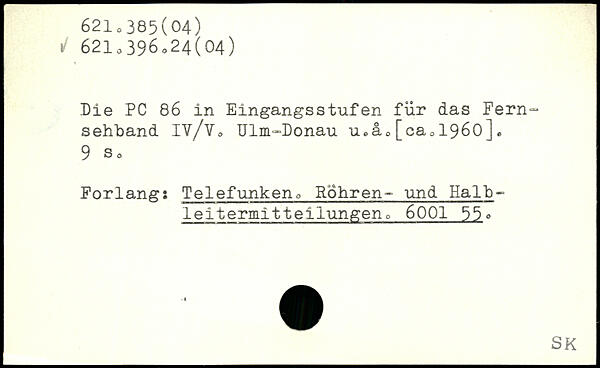 621.385(04)
✓ 621.396.24(04)
Die PC 86 in Eingangsstufen für das Fern-
sehband IV/V. Ulm-Donau u.å.[ca.1960].
9 s.
Forlang: Telefunken. Röhren- und Halb-
leitermitteilungen. 6001 55.
SK